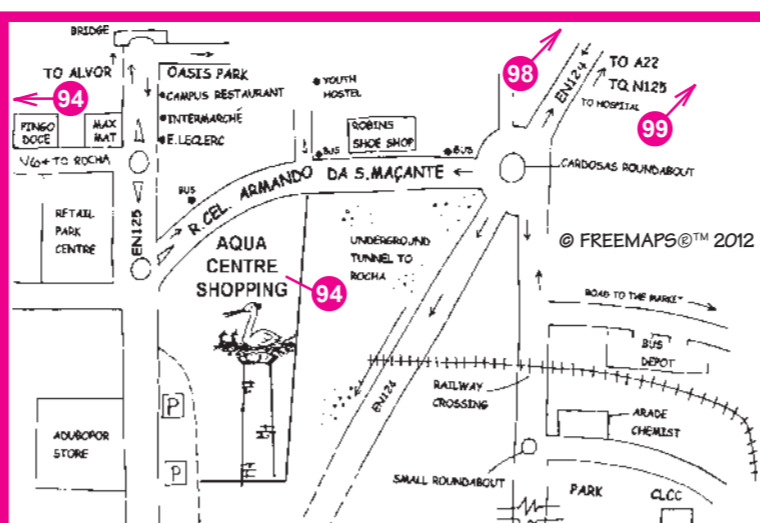 BRIDGE
TO ALVOR
94
PINGO
DOCE
MAX
MAT
V6 + TO ROCHA
OASIS PARK
CAMPUS RESTAURANT
INTERMARCHÉ
E.LECLERC
YOUTH
HOSTEL
ROBINS
SHOE SHOP
BUS
BUS
BUS
98
EN124
TO A22
TO N125
TO HOSPITAL
99
CARDOSAS ROUNDABOUT
R.CEL. ARMANDO DA S.MAÇANTE
RETAIL
PARK
CENTRE
EN125
AQUA
CENTRE
SHOPPING
94
UNDERGROUND
TUNNEL TO
ROCHA
© FREEMAPS®™ 2012
ROAD TO THE MARKET
BUS
DEPOT
EN124
RAILWAY
CROSSING
ARADE
CHEMIST
ADUBOPOR
STORE
P
P
SMALL ROUNDABOUT
PARK
CLCC